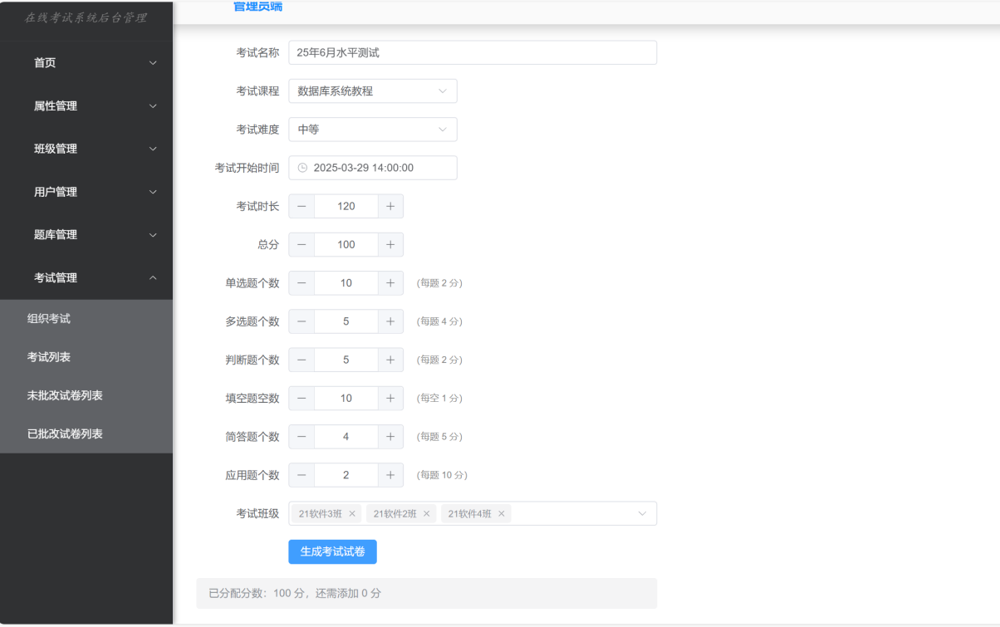 在线考试系统后台管理
管理员端
首页
属性管理
班级管理
用户管理
题库管理
考试管理
组织考试
考试列表
未批改试卷列表
已批改试卷列表
考试名称 25年6月水平测试
考试课程 数据库系统教程
考试难度 中等
考试开始时间 2025-03-29 14:00:00
考试时长 — 120 +
总分 — 100 +
单选题个数 — 10 + (每题 2 分)
多选题个数 — 5 + (每题 4 分)
判断题个数 — 5 + (每题 2 分)
填空题空数 — 10 + (每空 1 分)
简答题个数 — 4 + (每题 5 分)
应用题个数 — 2 + (每题 10 分)
考试班级 21软件3班 × 21软件2班 × 21软件4班 ×
生成考试试卷
已分配分数：100 分，还需添加 0 分